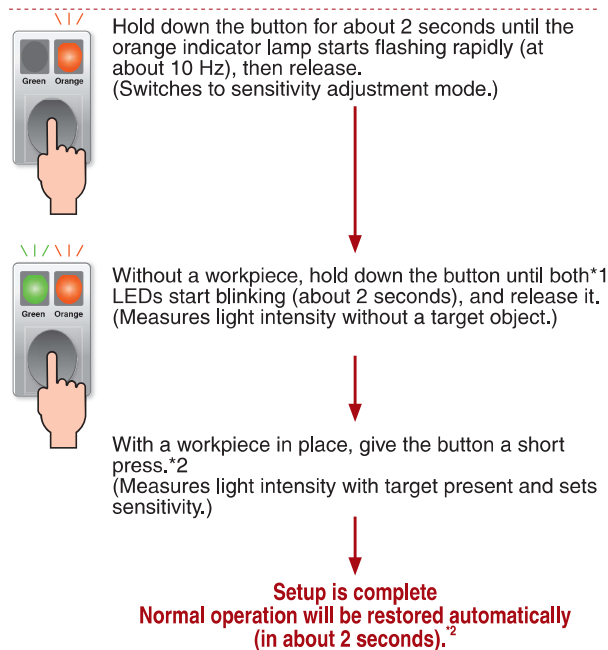 Hold down the button for about 2 seconds until the
orange indicator lamp starts flashing rapidly (at
about 10 Hz), then release.
(Switches to sensitivity adjustment mode.)
Green Orange
Without a workpiece, hold down the button until both*1
LEDs start blinking (about 2 seconds), and release it.
(Measures light intensity without a target object.)
Green Orange
With a workpiece in place, give the button a short
press.*2
(Measures light intensity with target present and sets
sensitivity.)
Setup is complete
Normal operation will be restored automatically
(in about 2 seconds).*2